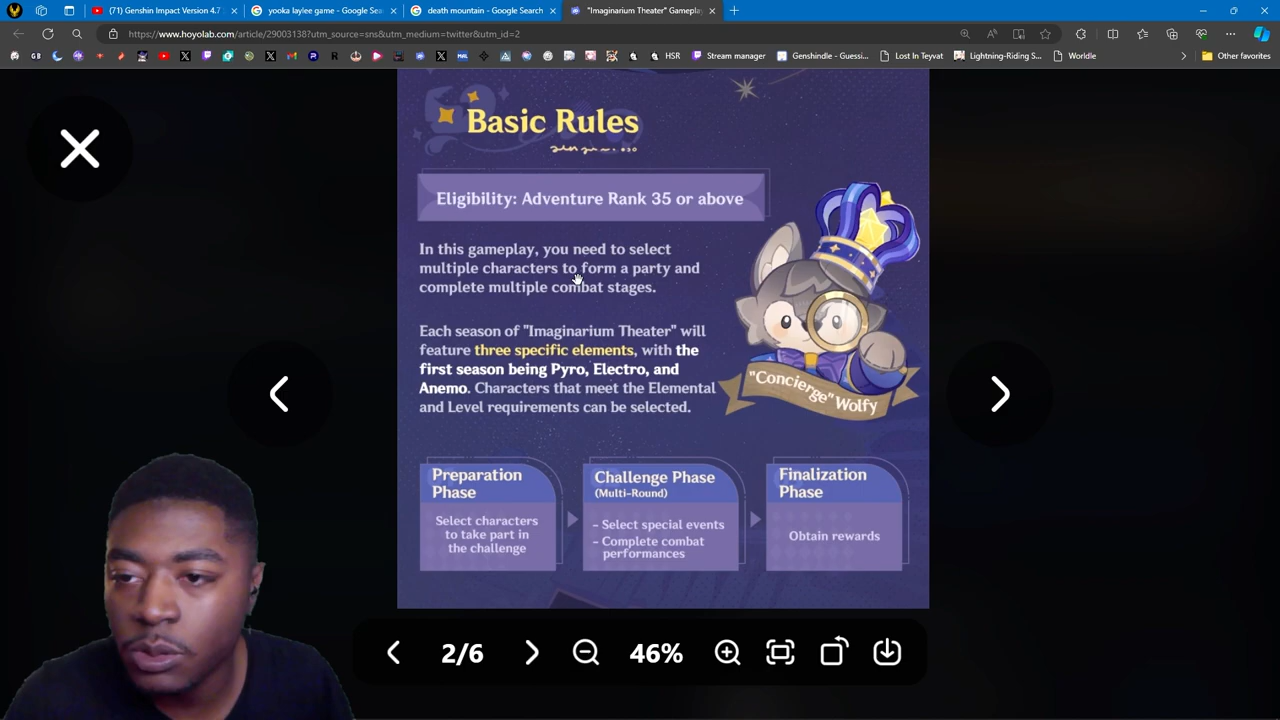 (71) Genshin Impact Version 4.7
yooka laylee game - Google Sea
death mountain - Google Search
"Imaginarium Theater" Gamepla
https://www.hoyolab.com/article/29003138?utm_source=sns&utm_medium=twitter&utm_id=2
HSR
Stream manager
Genshindle - Guessi...
Lost In Teyvat
Lightning-Riding S...
Worldle
Other favorites
Basic Rules
Eligibility: Adventure Rank 35 or above
In this gameplay, you need to select
multiple characters to form a party and
complete multiple combat stages.
Each season of "Imaginarium Theater" will
feature three specific elements, with the
first season being Pyro, Electro, and
Anemo. Characters that meet the Elemental
and Level requirements can be selected.
"Concierge" Wolfy
Preparation
Phase
Select characters
to take part in
the challenge
Challenge Phase
(Multi-Round)
- Select special events
- Complete combat
performances
Finalization
Phase
Obtain rewards
2/6
46%